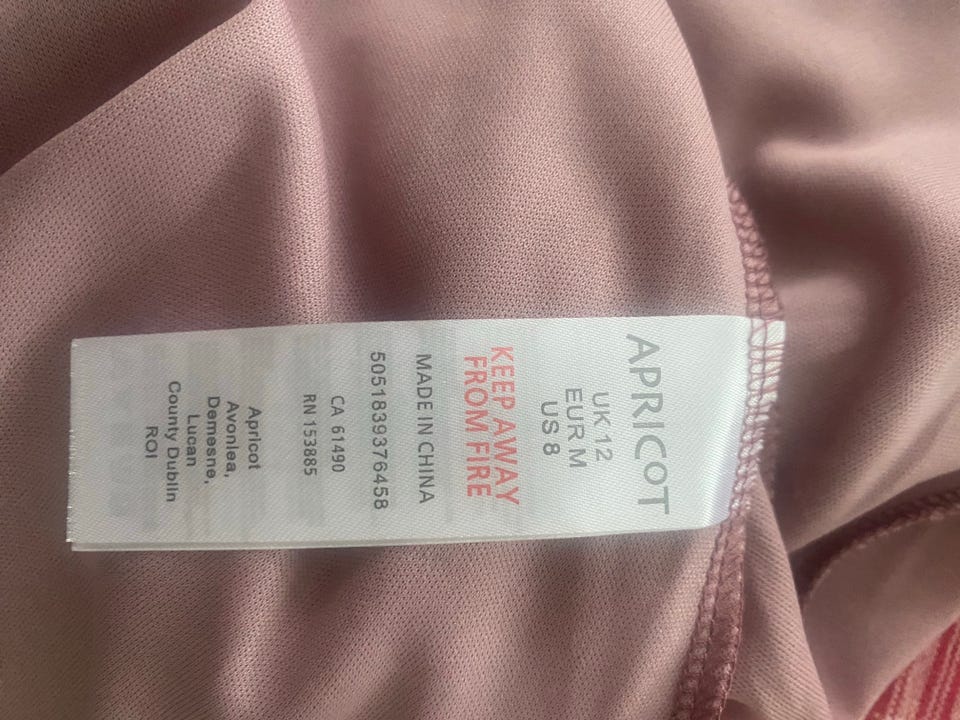 APRICOT
UK 12
EUR M
US 8
KEEP AWAY
FROM FIRE
MADE IN CHINA
5051839376458
CA 61490
RN 153885
Apricot
Avonlea,
Demesne,
Lucan
County Dublin
ROI